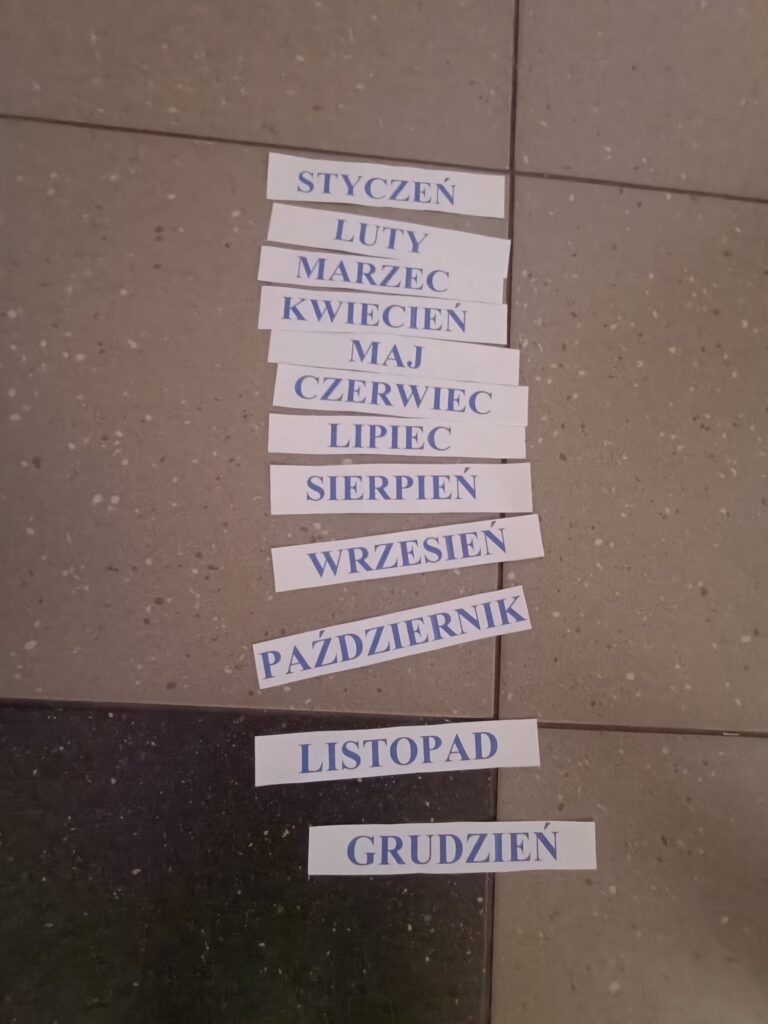 STYCZEŃ
LUTY
MARZEC
KWIECIEŃ
MAJ
CZERWIEC
LIPIEC
SIERPIEŃ
WRZESIEŃ
PAŹDZIERNIK
LISTOPAD
GRUDZIEŃ